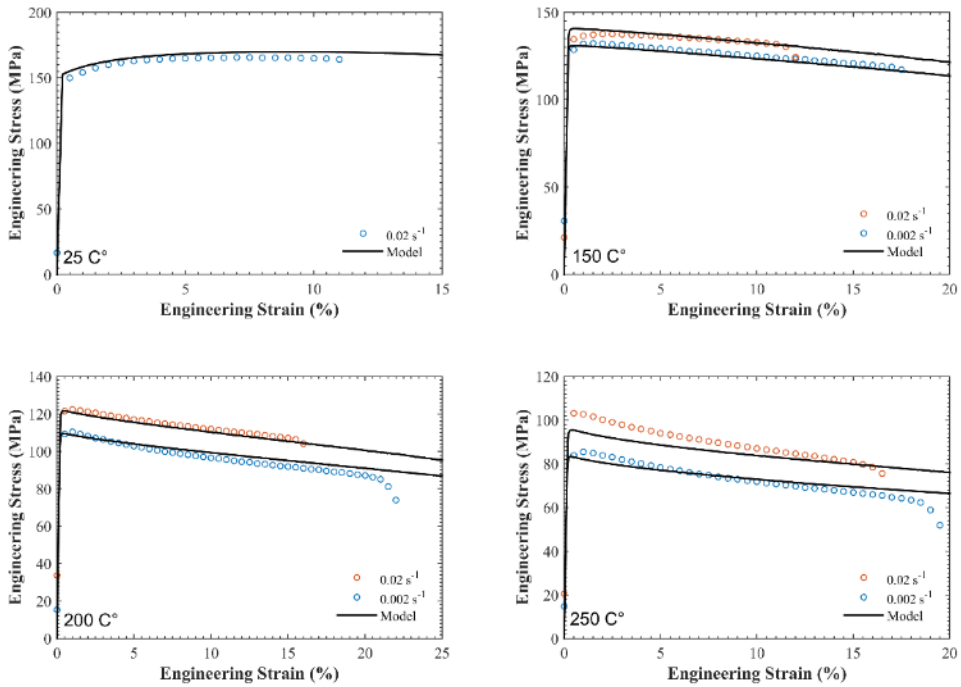 200
150
100
50
0
Engineering Stress (MPa)
0.02 s⁻¹
Model
25 C°
0 5 10 15
Engineering Strain (%)
150
100
50
0
Engineering Stress (MPa)
0.02 s⁻¹
0.002 s⁻¹
Model
150 C°
0 5 10 15 20
Engineering Strain (%)
140
120
100
80
60
40
20
0
Engineering Stress (MPa)
0.02 s⁻¹
0.002 s⁻¹
Model
200 C°
0 5 10 15 20 25
Engineering Strain (%)
120
100
80
60
40
20
0
Engineering Stress (MPa)
0.02 s⁻¹
0.002 s⁻¹
Model
250 C°
0 5 10 15 20
Engineering Strain (%)